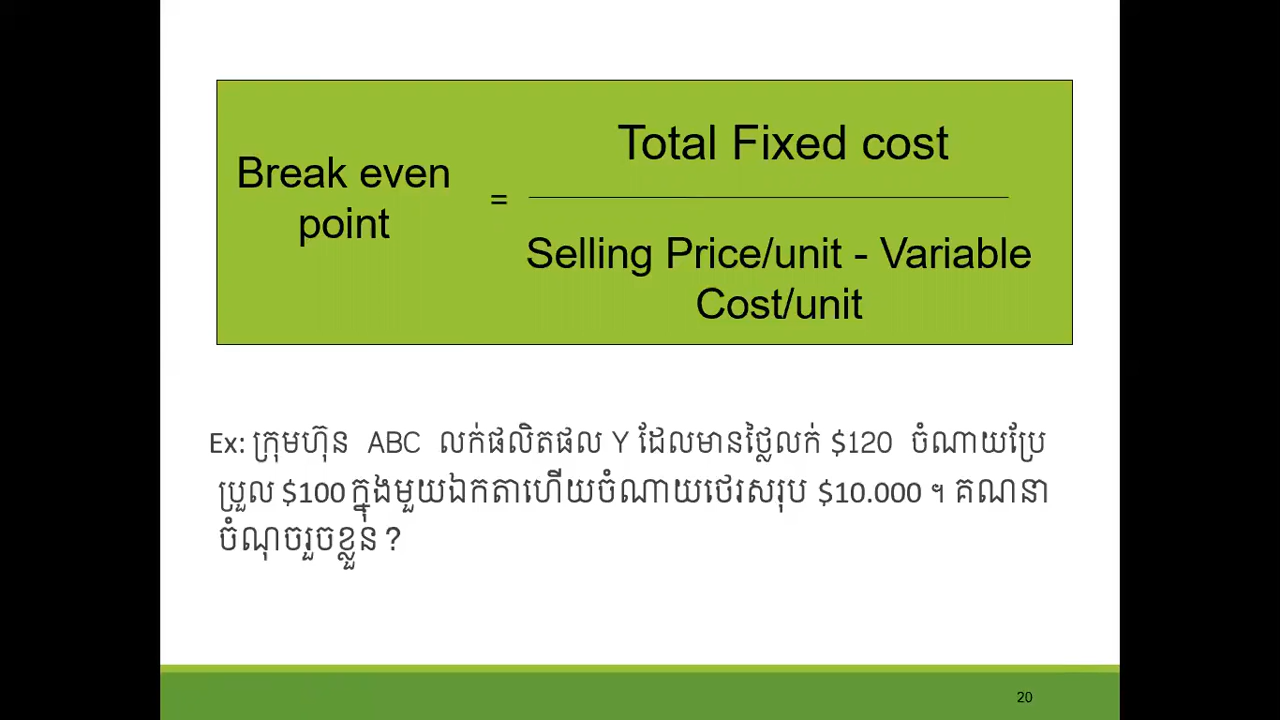 Break even
point
=
Total Fixed cost
Selling Price/unit - Variable
Cost/unit
Ex: ក្រុមហ៊ុន ABC លក់ផលិតផល Y ដែលមានថ្លៃលក់ $120 ចំណាយប្រែ
ប្រួល $100 ក្នុងមួយឯកតាហើយចំណាយថេរសរុប $10.000 ។ គណនា
ចំណុចរួចខ្លួន ?
20